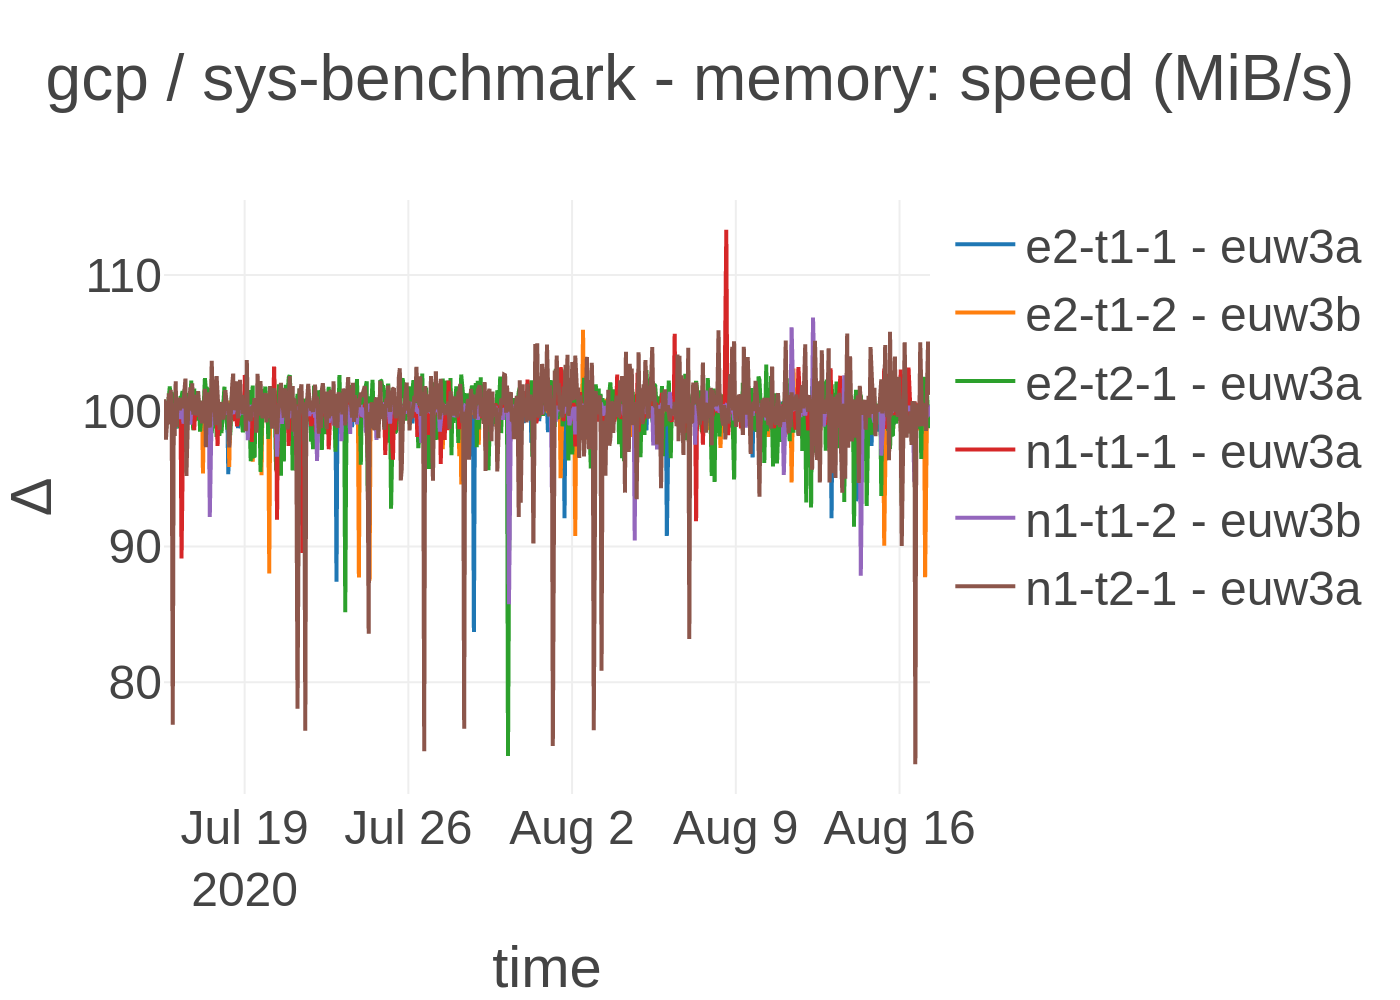 gcp / sys-benchmark - memory: speed (MiB/s)
e2-t1-1 - euw3a
e2-t1-2 - euw3b
e2-t2-1 - euw3a
n1-t1-1 - euw3a
n1-t1-2 - euw3b
n1-t2-1 - euw3a
110
100
90
80
Δ
Jul 19 Jul 26 Aug 2 Aug 9 Aug 16
2020
time